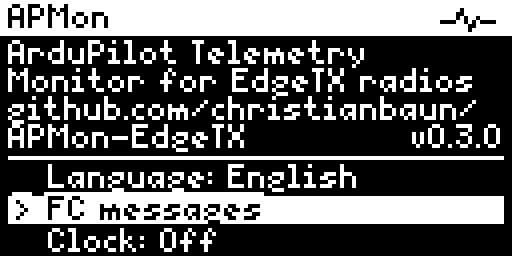 APMon
ArduPilot Telemetry
Monitor for EdgeTX radios
github.com/christianbaun/
APMon-EdgeTX v0.3.0
Language: English
> FC messages
Clock: Off